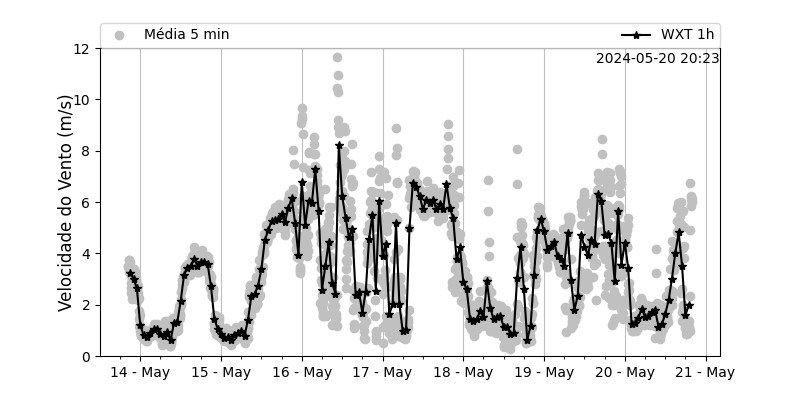 Média 5 min WXT 1h
2024-05-20 20:23
Velocidade do Vento (m/s)
12
10
8
6
4
2
0
14 - May 15 - May 16 - May 17 - May 18 - May 19 - May 20 - May 21 - May